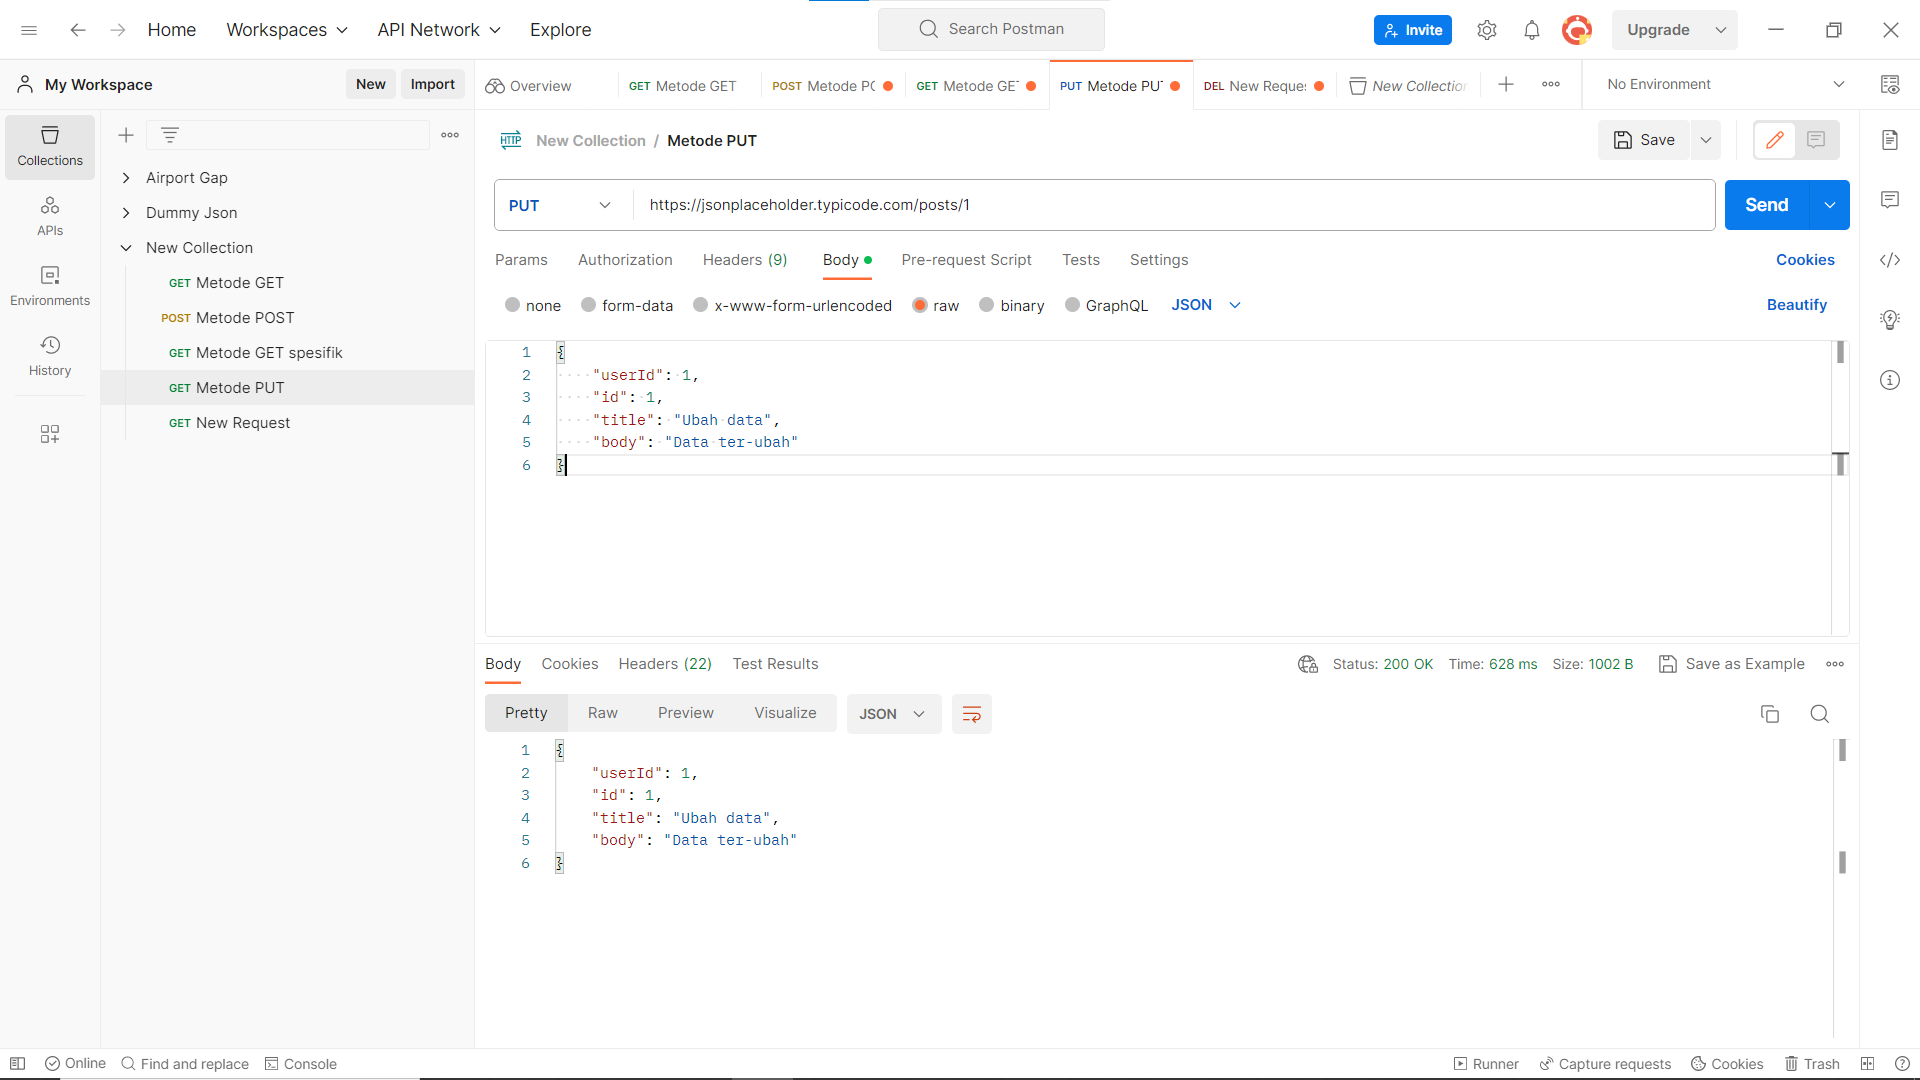 Home
Workspaces
API Network
Explore
Search Postman
Invite
Upgrade
My Workspace
New
Import
Overview
GET Metode GET
POST Metode PO
GET Metode GE
PUT Metode PU
DEL New Reques
New Collection
No Environment
Collections
APIs
Environments
History
Airport Gap
Dummy Json
New Collection
GET Metode GET
POST Metode POST
GET Metode GET spesifik
GET Metode PUT
GET New Request
HTTP New Collection / Metode PUT
Save
PUT
https://jsonplaceholder.typicode.com/posts/1
Send
Params
Authorization
Headers (9)
Body
Pre-request Script
Tests
Settings
Cookies
none
form-data
x-www-form-urlencoded
raw
binary
GraphQL
JSON
Beautify
1 {
2 "userId": 1,
3 "id": 1,
4 "title": "Ubah data",
5 "body": "Data ter-ubah"
6 }
Body
Cookies
Headers (22)
Test Results
Status: 200 OK
Time: 628 ms
Size: 1002 B
Save as Example
Pretty
Raw
Preview
Visualize
JSON
1 {
2 "userId": 1,
3 "id": 1,
4 "title": "Ubah data",
5 "body": "Data ter-ubah"
6 }
Online
Find and replace
Console
Runner
Capture requests
Cookies
Trash